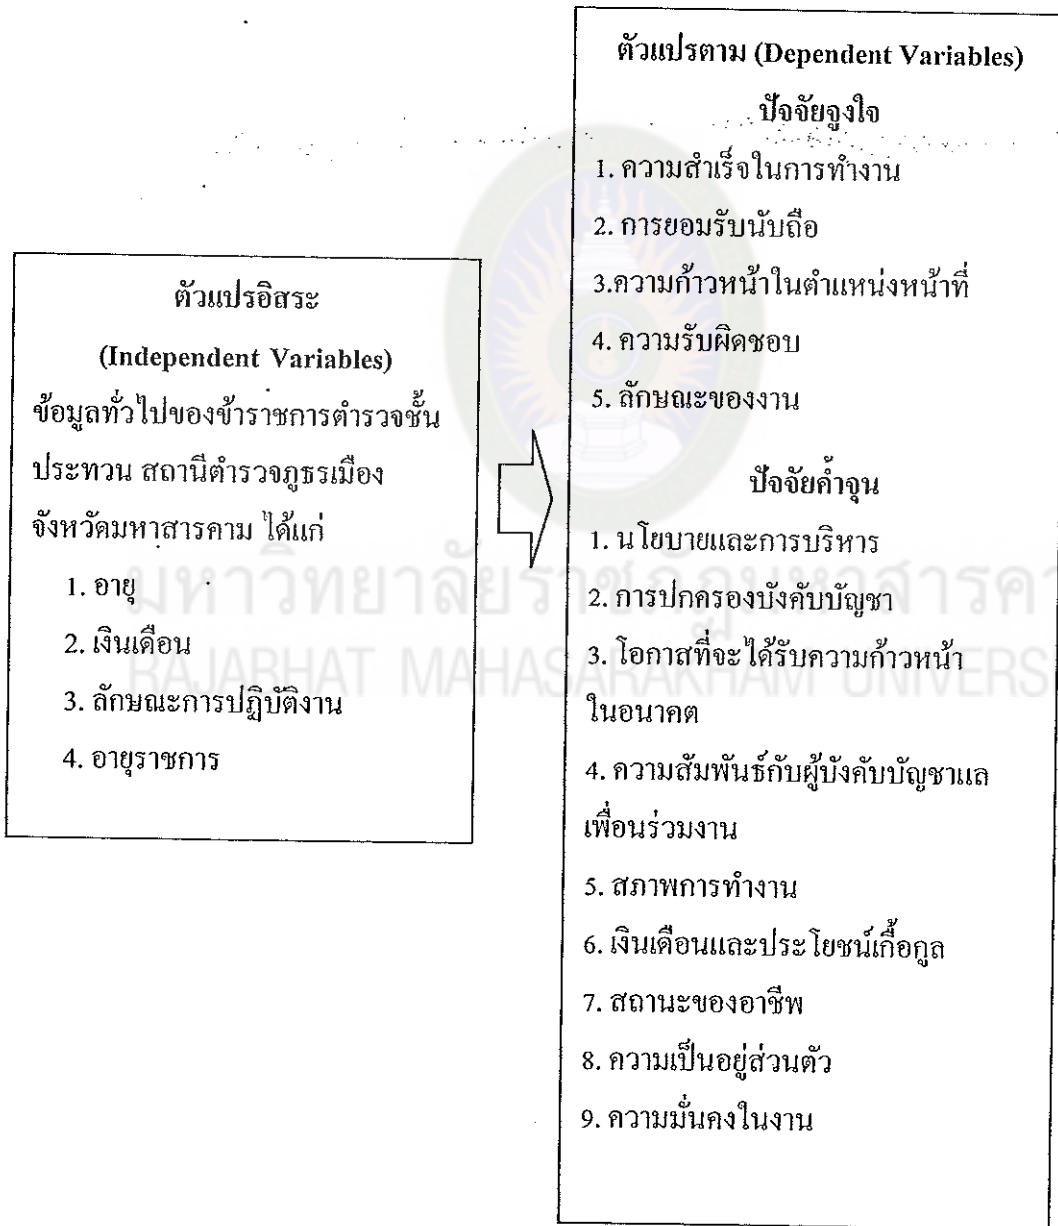 ตัวแปรอิสระ
(Independent Variables)
ข้อมูลทั่วไปของข้าราชการตำรวจชั้น
ประทวน สถานีตำรวจภูธรเมือง
จังหวัดมหาสารคาม ได้แก่
1. อายุ
2. เงินเดือน
3. ลักษณะการปฏิบัติงาน
4. อายุราชการ
ตัวแปรตาม (Dependent Variables)
ปัจจัยจูงใจ
1. ความสำเร็จในการทำงาน
2. การยอมรับนับถือ
3.ความก้าวหน้าในตำแหน่งหน้าที่
4. ความรับผิดชอบ
5. ลักษณะของงาน
ปัจจัยค้ำจุน
1. นโยบายและการบริหาร
2. การปกครองบังคับบัญชา
3. โอกาสที่จะได้รับความก้าวหน้า
ในอนาคต
4. ความสัมพันธ์กับผู้บังคับบัญชาแล
เพื่อนร่วมงาน
5. สภาพการทำงาน
6. เงินเดือนและประโยชน์เกื้อกูล
7. สถานะของอาชีพ
8. ความเป็นอยู่ส่วนตัว
9. ความมั่นคงในงาน
มหาวิทยาลัยราชภัฏมหาสารคา
RAJABHAT MAHASARAKHAM UNIVERS